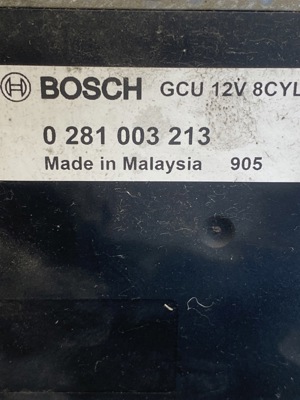 BOSCH GCU 12V 8CYL
0 281 003 213
Made in Malaysia 905